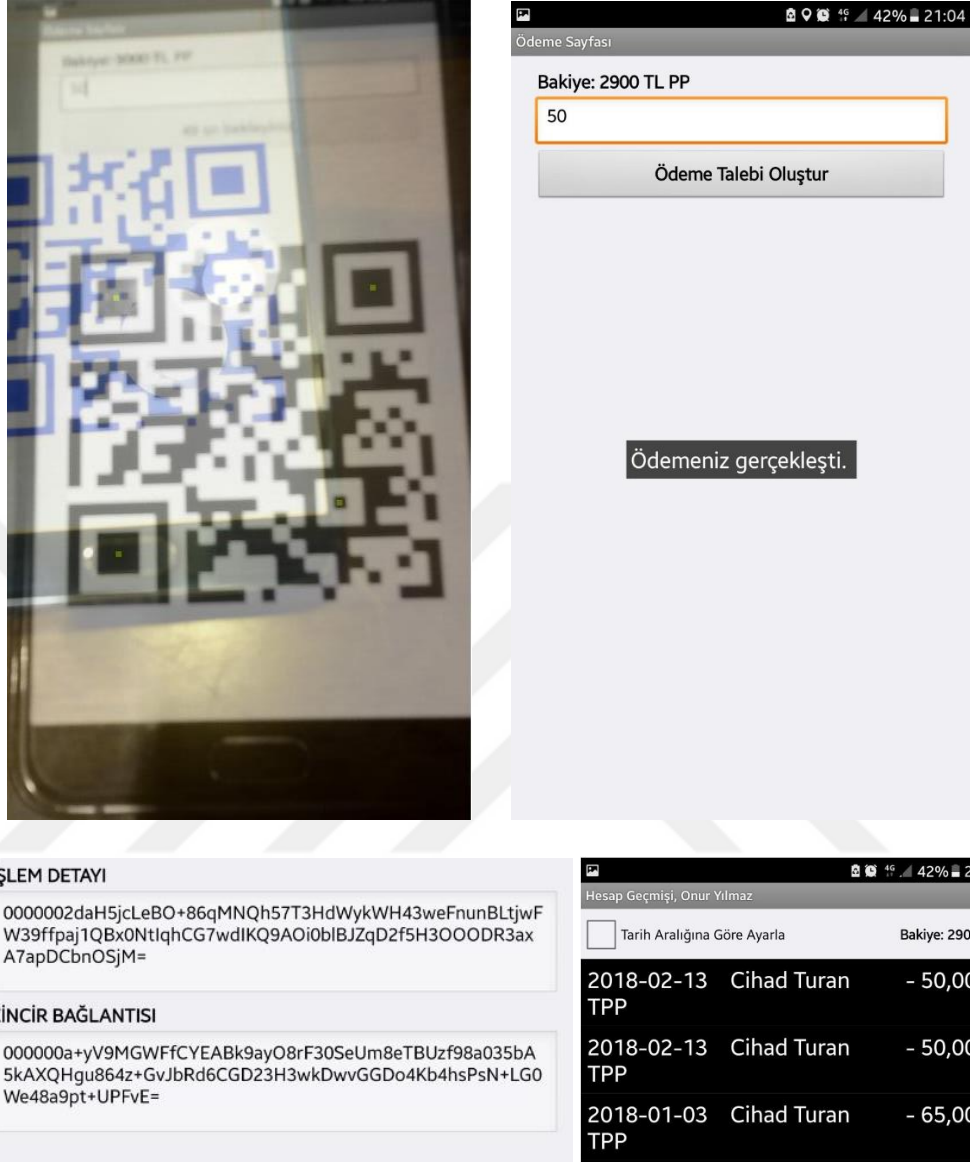 42% 21:04
Ödeme Sayfası
Bakiye: 2900 TL PP
50
Ödeme Talebi Oluştur
Ödemeniz gerçekleşti.
ŞLEM DETAYI
0000002daH5jcLeBO+86qMNQh57T3HdWykWH43weFnunBLtjwF
W39ffpaj1QBx0NtIqhCG7wdIKQ9AOi0blBJZqD2f5H3OOODR3ax
A7apDCbnOSjM=
İNCİR BAĞLANTISI
000000a+yV9MGWFfCYEABk9ayO8rF30SeUm8eTBUzf98a035bA
5kAXQHgu864z+GvJbRd6CGD23H3wkDwvGGDo4Kb4hsPsN+LG0
We48a9pt+UPFvE=
42% 2
Hesap Geçmişi, Onur Yılmaz
Tarih Aralığına Göre Ayarla Bakiye: 290
2018-02-13 Cihad Turan - 50,00
TPP
2018-02-13 Cihad Turan - 50,00
TPP
2018-01-03 Cihad Turan - 65,00
TPP